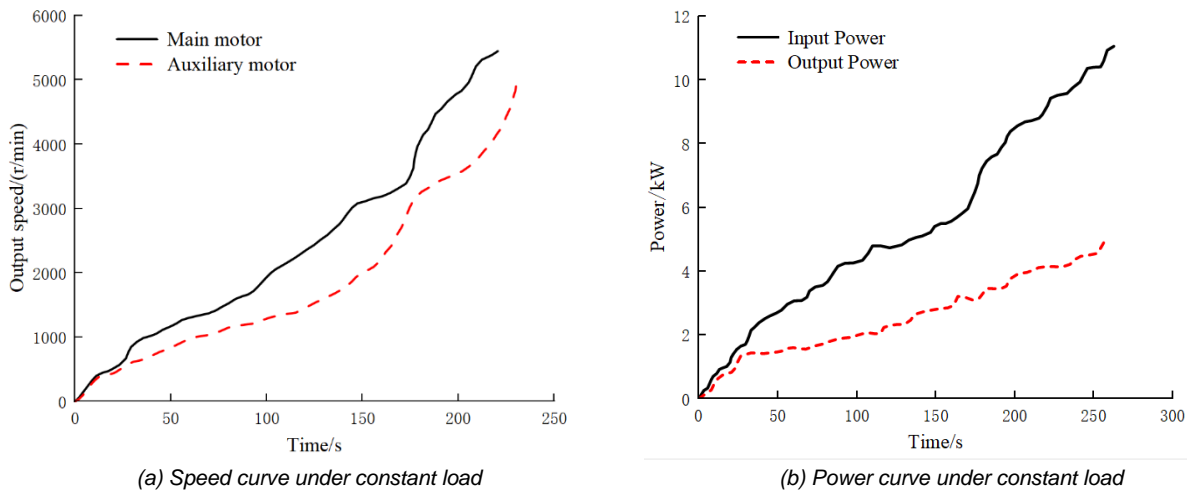 6000
Main motor
Auxiliary motor
5000
4000
3000
2000
1000
0
Output speed/(r/min)
0 50 100 150 200 250
Time/s
(a) Speed curve under constant load
12
Input Power
Output Power
10
8
6
4
2
0
Power/kW
0 50 100 150 200 250 300
Time/s
(b) Power curve under constant load